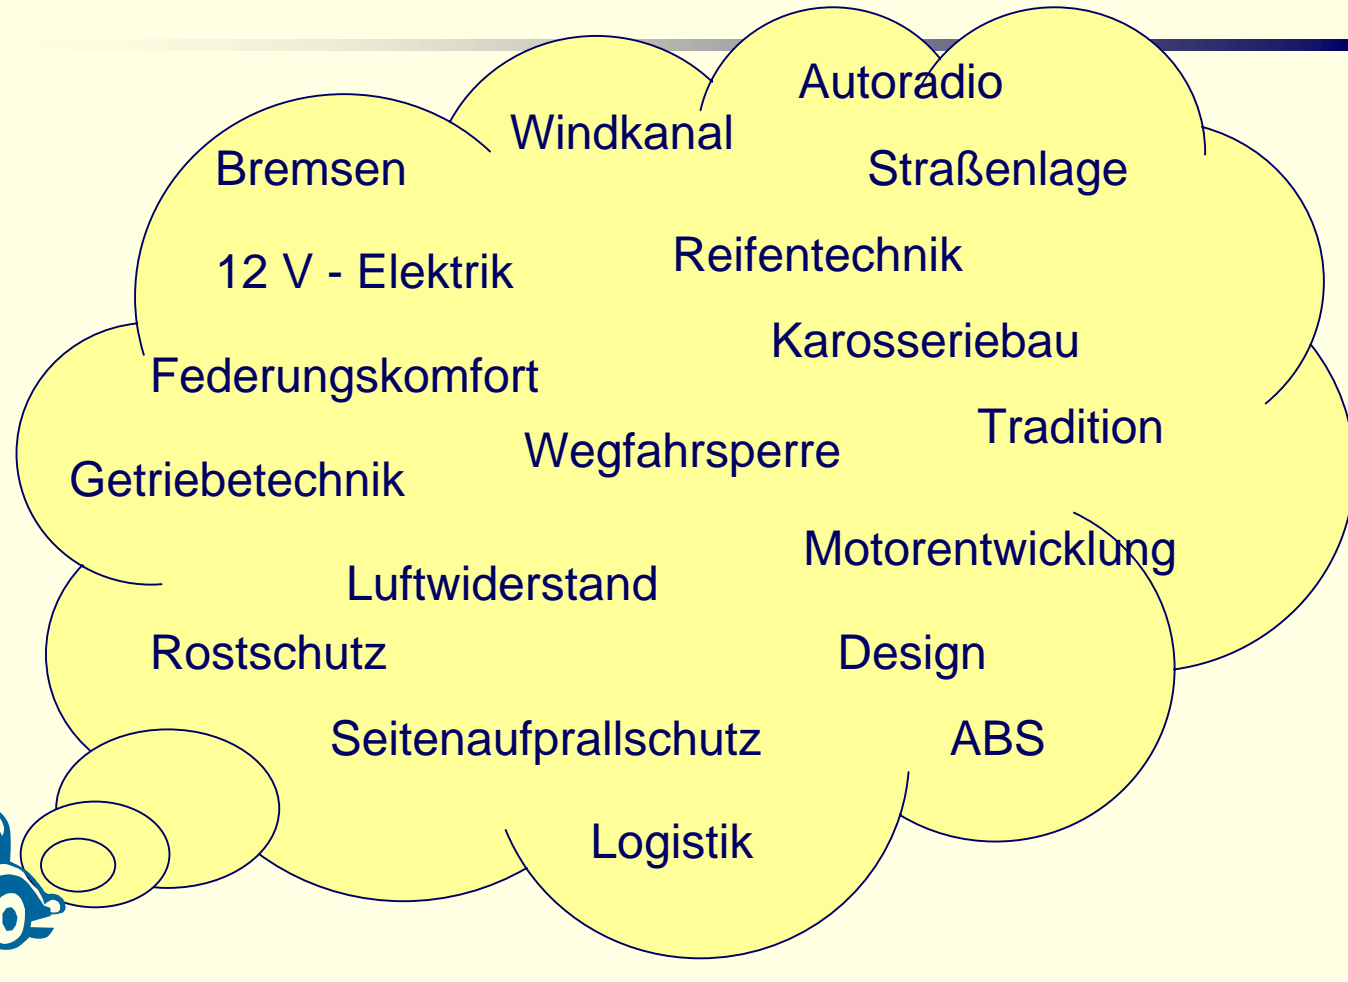 Autoradio
Windkanal
Bremsen
Straßenlage
Reifentechnik
12 V - Elektrik
Karosseriebau
Federungskomfort
Tradition
Wegfahrsperre
Getriebetechnik
Motorentwicklung
Luftwiderstand
Rostschutz
Design
Seitenaufprallschutz
ABS
Logistik